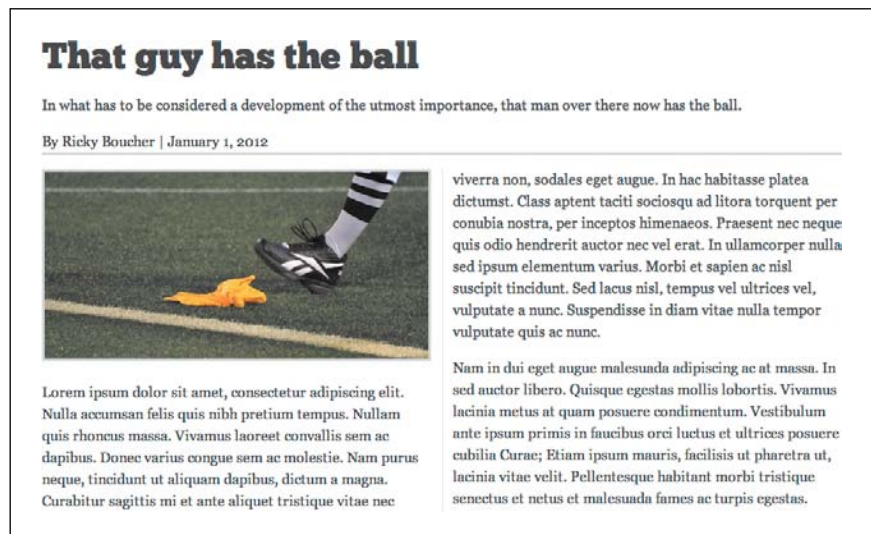 That guy has the ball
In what has to be considered a development of the utmost importance, that man over there now has the ball.
By Ricky Boucher | January 1, 2012
Lorem ipsum dolor sit amet, consectetur adipiscing elit.
Nulla accumsan felis quis nibh pretium tempus. Nullam
quis rhoncus massa. Vivamus laoreet convallis sem ac
dapibus. Donec varius congue sem ac molestie. Nam purus
neque, tincidunt ut aliquam dapibus, dictum a magna.
Curabitur sagittis mi et ante aliquet tristique vitae nec
viverra non, sodales eget augue. In hac habitasse platea
dictumst. Class aptent taciti sociosqu ad litora torquent per
conubia nostra, per inceptos himenaeos. Praesent nec neque
quis odio hendrerit auctor nec vel erat. In ullamcorper nulla
sed ipsum elementum varius. Morbi et sapien ac nisl
suscipit tincidunt. Sed lacus nisl, tempus vel ultrices vel,
vulputate a nunc. Suspendisse in diam vitae nulla tempor
vulputate quis ac nunc.
Nam in dui eget augue malesuada adipiscing ac at massa. In
sed auctor libero. Quisque egestas mollis lobortis. Vivamus
lacinia metus at quam posuere condimentum. Vestibulum
ante ipsum primis in faucibus orci luctus et ultrices posuere
cubilia Curae; Etiam ipsum mauris, facilisis ut pharetra ut,
lacinia vitae velit. Pellentesque habitant morbi tristique
senectus et netus et malesuada fames ac turpis egestas.